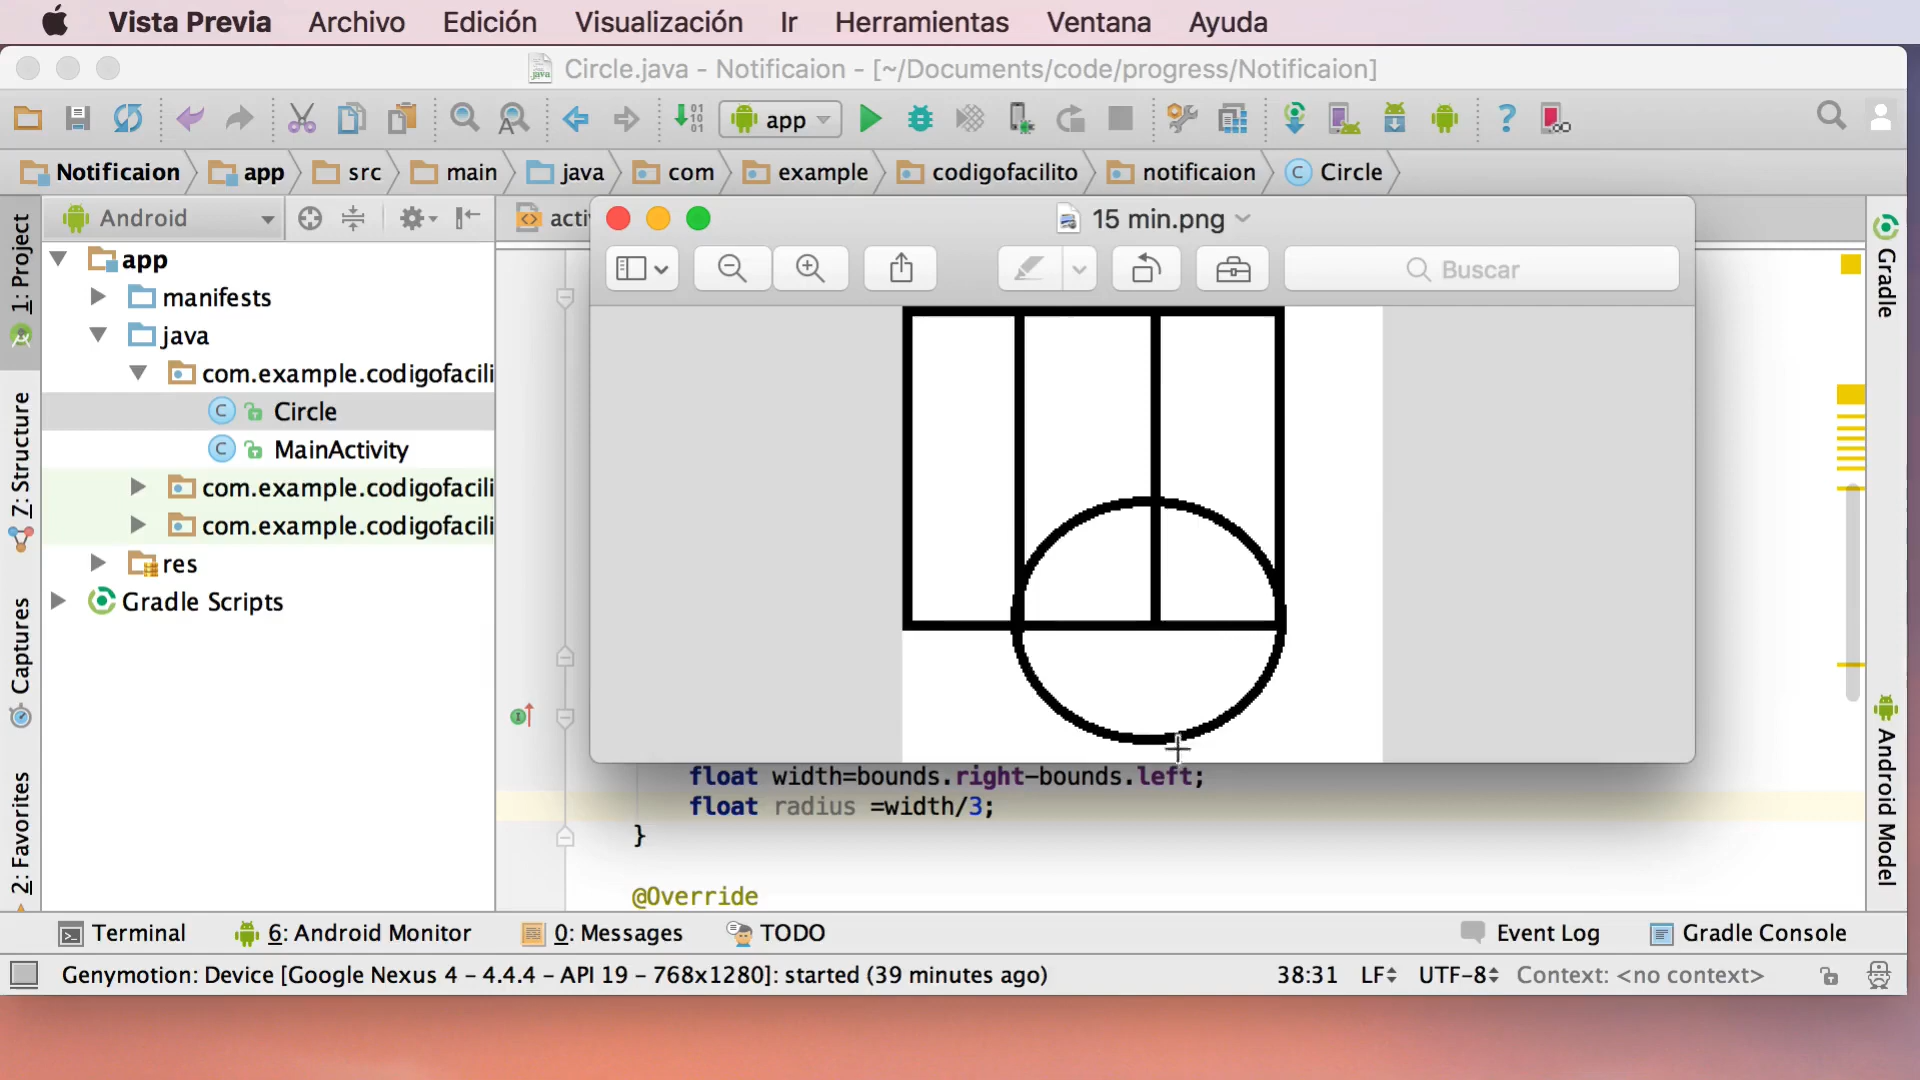 Vista Previa Archivo Edición Visualización Ir Herramientas Ventana Ayuda
Circle.java - Notificaion - [~/Documents/code/progress/Notificaion]
app
Notificaion app src main java com example codigofacilito notificaion Circle
Android
acti
15 min.png
Buscar
1: Project
7: Structure
Captures
2: Favorites
app
manifests
java
com.example.codigofacili
Circle
MainActivity
com.example.codigofacili
com.example.codigofacili
res
Gradle Scripts
float width=bounds.right-bounds.left;
float radius =width/3;
}
@Override
Gradle
Android Model
Terminal 6: Android Monitor 0: Messages TODO Event Log Gradle Console
Genymotion: Device [Google Nexus 4 - 4.4.4 - API 19 - 768x1280]: started (39 minutes ago) 38:31 LF UTF-8 Context: <no context>